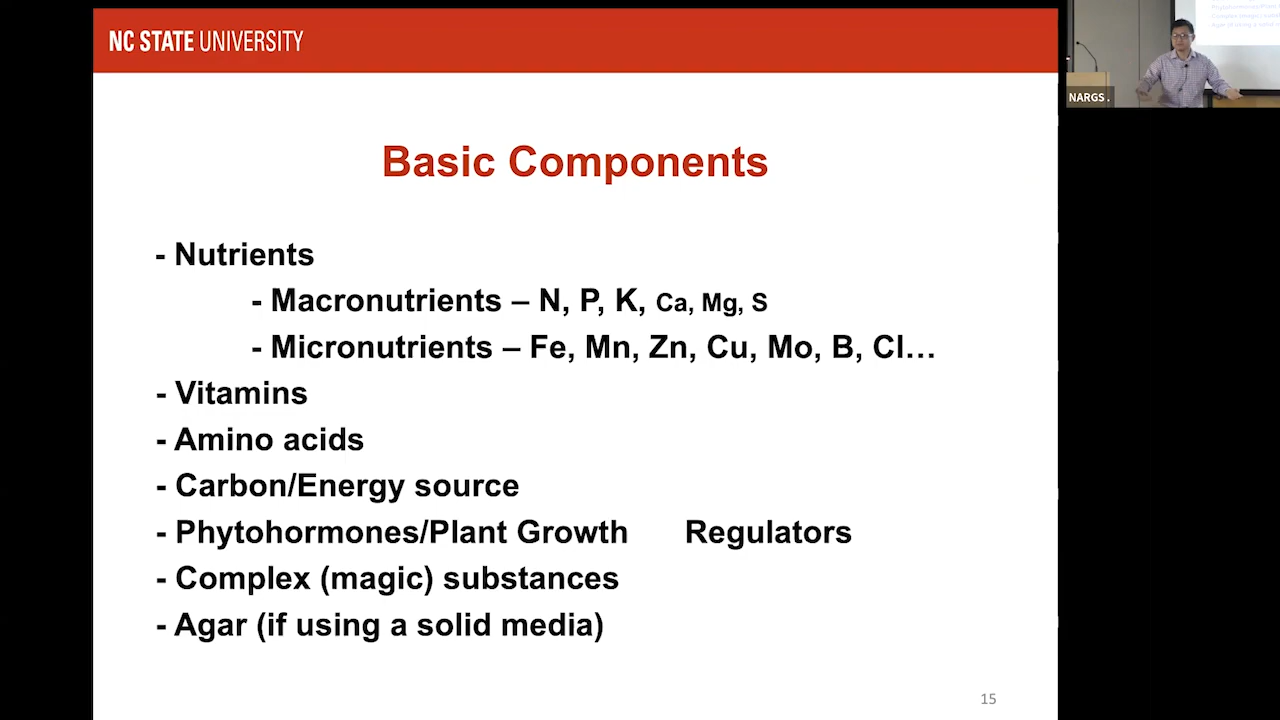 NC STATE UNIVERSITY
NARGS .
Basic Components
- Nutrients
- Macronutrients – N, P, K, Ca, Mg, S
- Micronutrients – Fe, Mn, Zn, Cu, Mo, B, Cl…
- Vitamins
- Amino acids
- Carbon/Energy source
- Phytohormones/Plant Growth Regulators
- Complex (magic) substances
- Agar (if using a solid media)
15